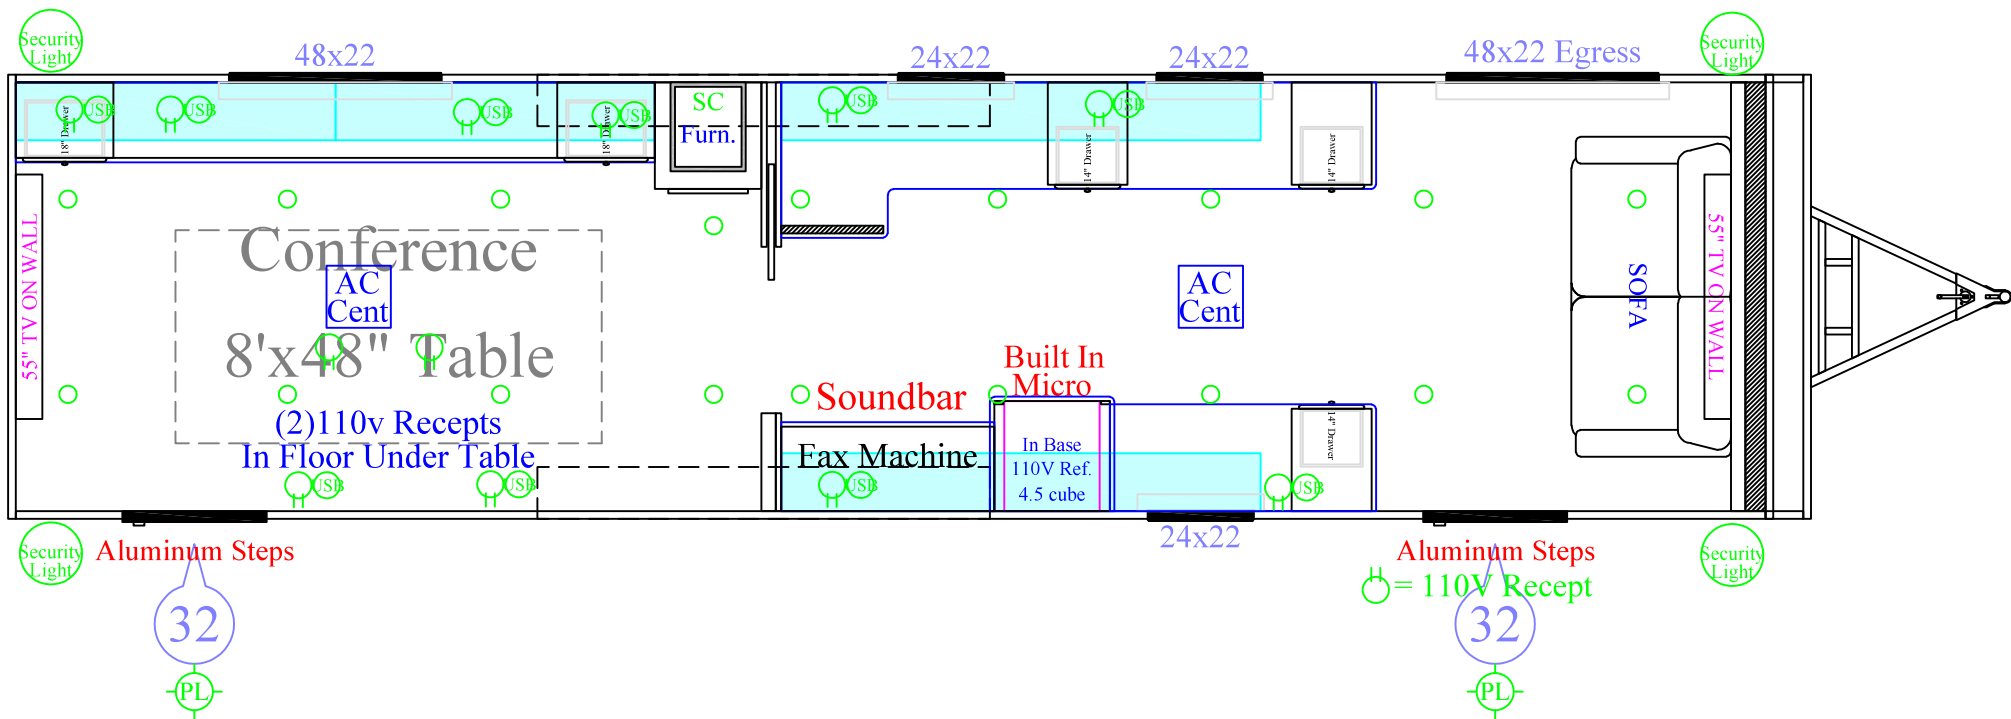 Security
Light
48x22
24x22
24x22
48x22 Egress
Security
Light
USB
USB
USB
USB
USB
USB
18" Drawer
18" Drawer
SC
Furn.
14" Drawer
14" Drawer
55" TV ON WALL
Conference
8'x48" Table
AC
Cent
(2)110v Recepts
In Floor Under Table
AC
Cent
SOFA
55" TV ON WALL
Soundbar
Built In
Micro
Fax Machine
In Base
110V Ref.
4.5 cube
14" Drawer
USB
USB
USB
USB
Security
Light
Aluminum Steps
24x22
Aluminum Steps
Security
Light
= 110V Recept
32
32
PL
PL